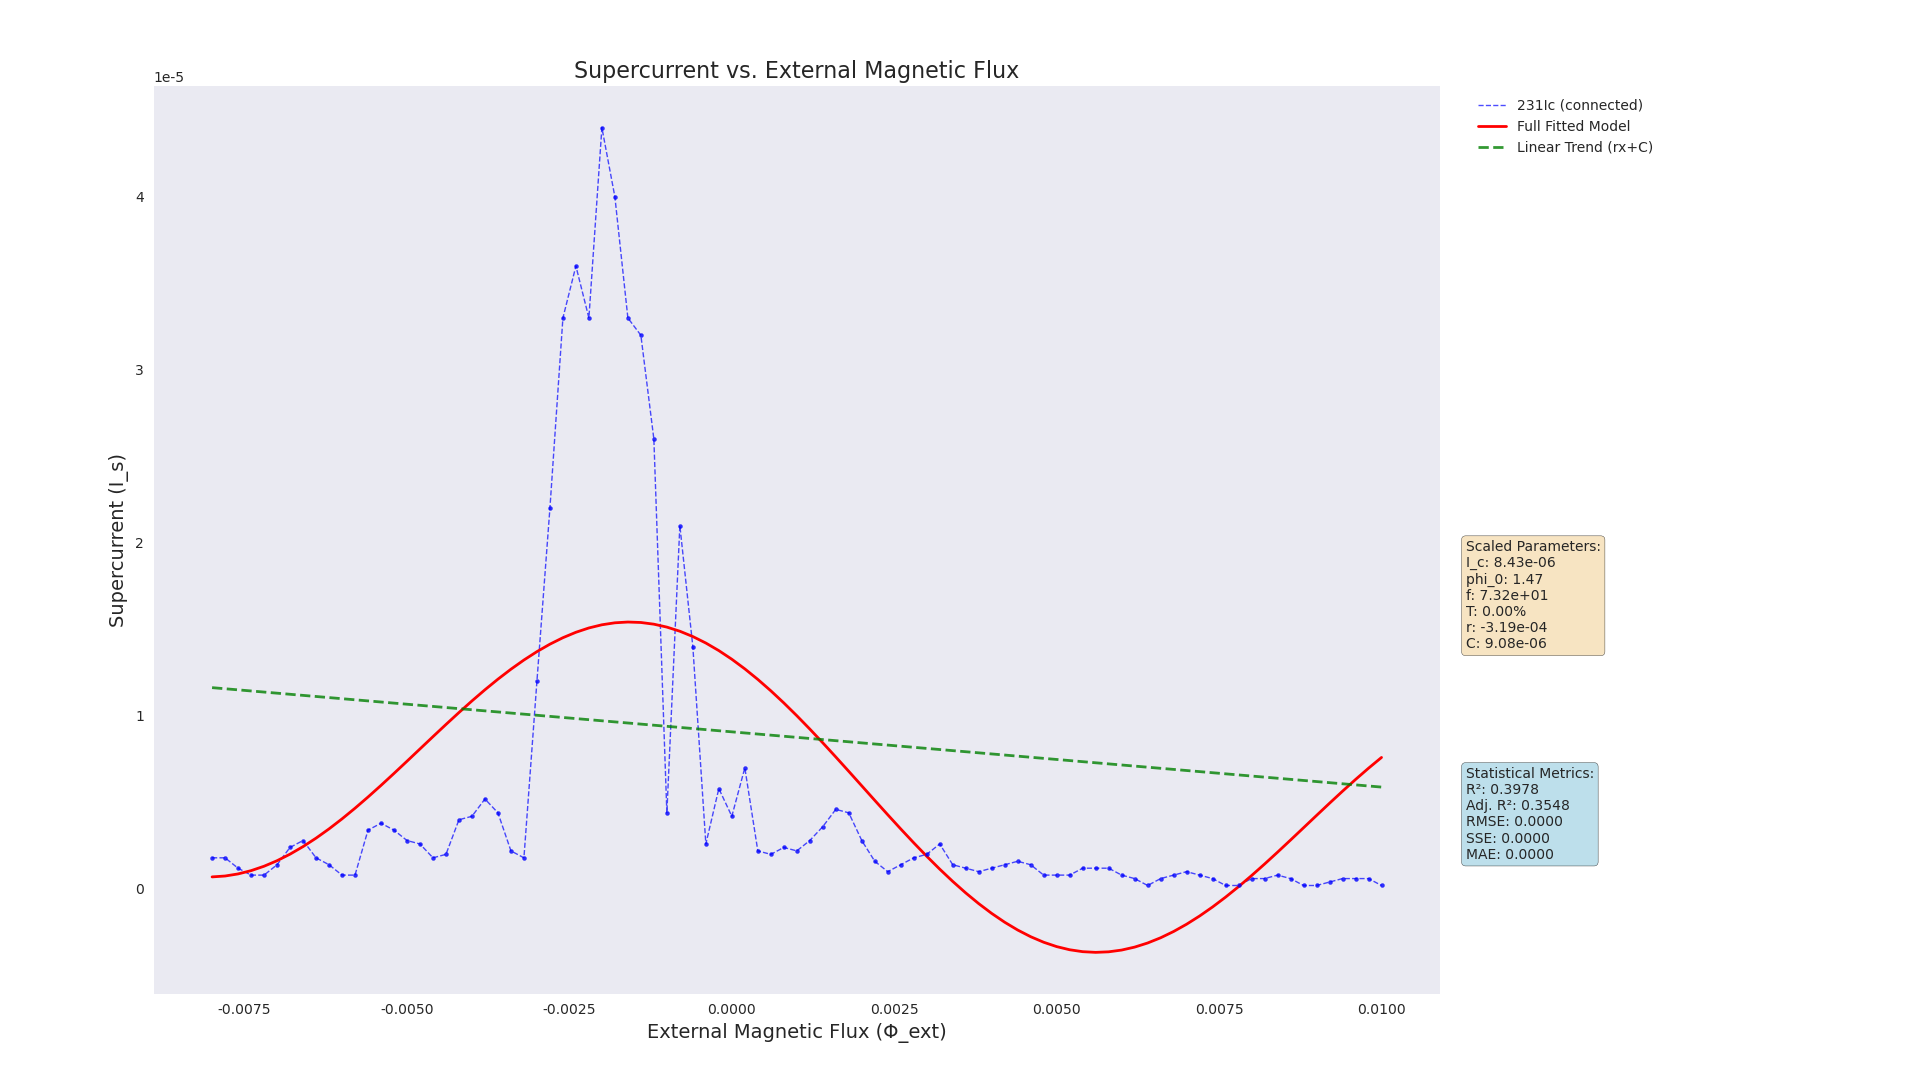 Supercurrent vs. External Magnetic Flux
1e-5
231Ic (connected)
Full Fitted Model
Linear Trend (rx+C)
4
3
2
1
0
Supercurrent (I_s)
-0.0075 -0.0050 -0.0025 0.0000 0.0025 0.0050 0.0075 0.0100
External Magnetic Flux (Φ_ext)
Scaled Parameters:
I_c: 8.43e-06
phi_0: 1.47
f: 7.32e+01
T: 0.00%
r: -3.19e-04
C: 9.08e-06
Statistical Metrics:
R²: 0.3978
Adj. R²: 0.3548
RMSE: 0.0000
SSE: 0.0000
MAE: 0.0000